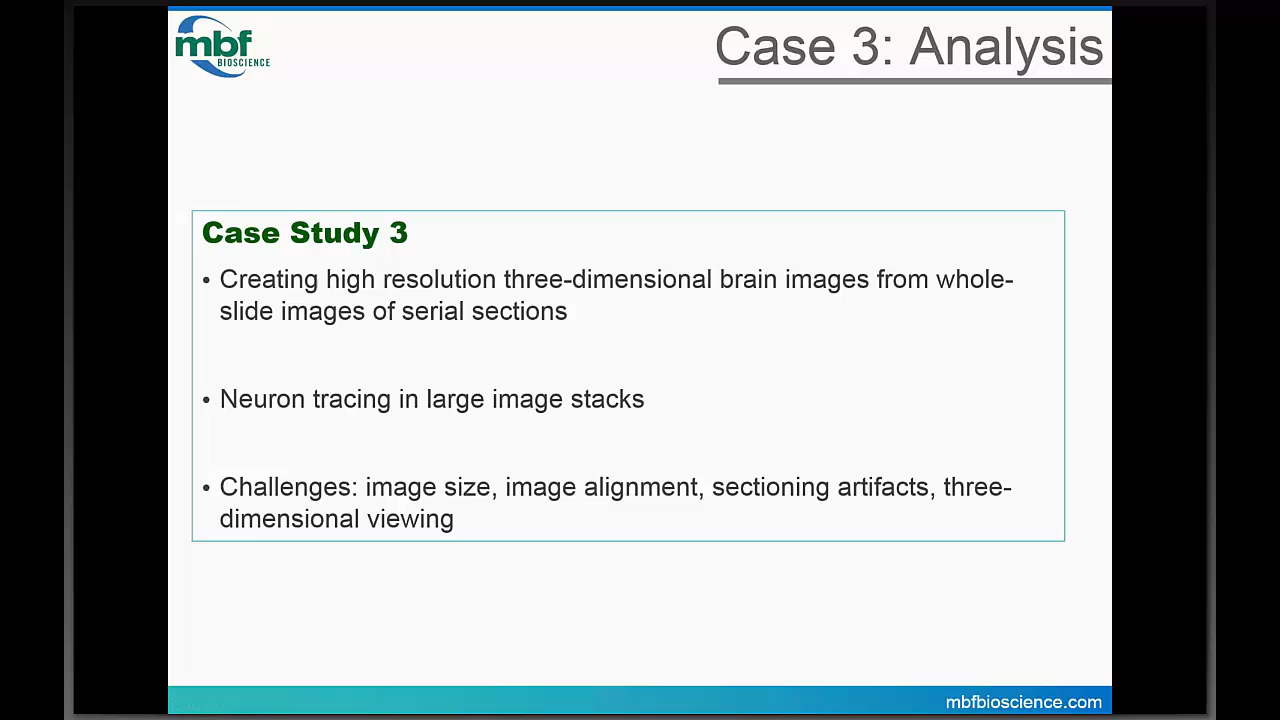 mbf
BIOSCIENCE
Case 3: Analysis
Case Study 3
• Creating high resolution three-dimensional brain images from whole-
slide images of serial sections
• Neuron tracing in large image stacks
• Challenges: image size, image alignment, sectioning artifacts, three-
dimensional viewing
mbfbioscience.com